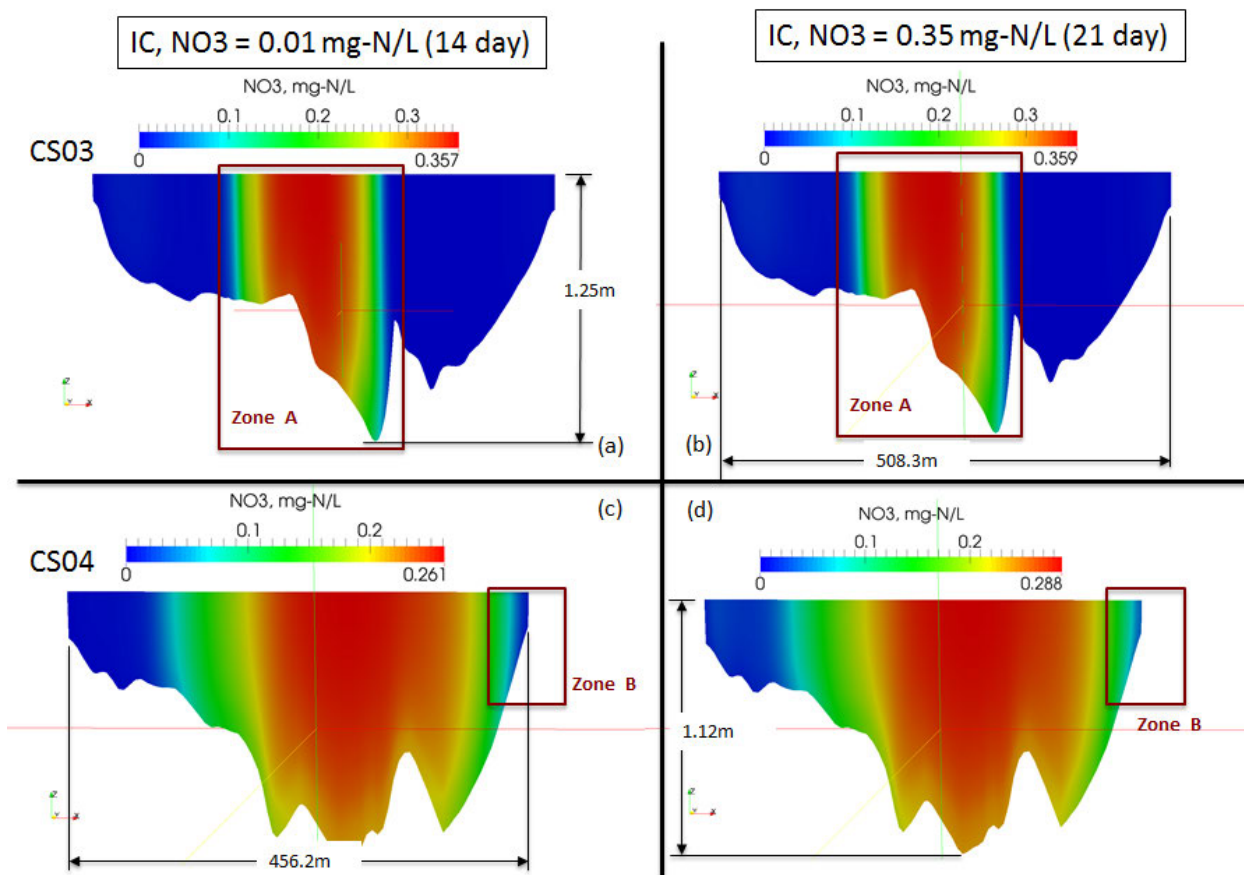 IC, NO3 = 0.01 mg-N/L (14 day)
IC, NO3 = 0.35 mg-N/L (21 day)
CS03
NO3, mg-N/L
0.1 0.2 0.3
0 0.357
Zone A
1.25m
(a)
Z
Y X
NO3, mg-N/L
0.1 0.2 0.3
0 0.359
Zone A
(b)
508.3m
Z
Y X
CS04
NO3, mg-N/L
(c)
0.1 0.2
0 0.261
Zone B
Z
Y X
456.2m
(d)
NO3, mg-N/L
0.1 0.2
0 0.288
Zone B
1.12m
Z
Y X